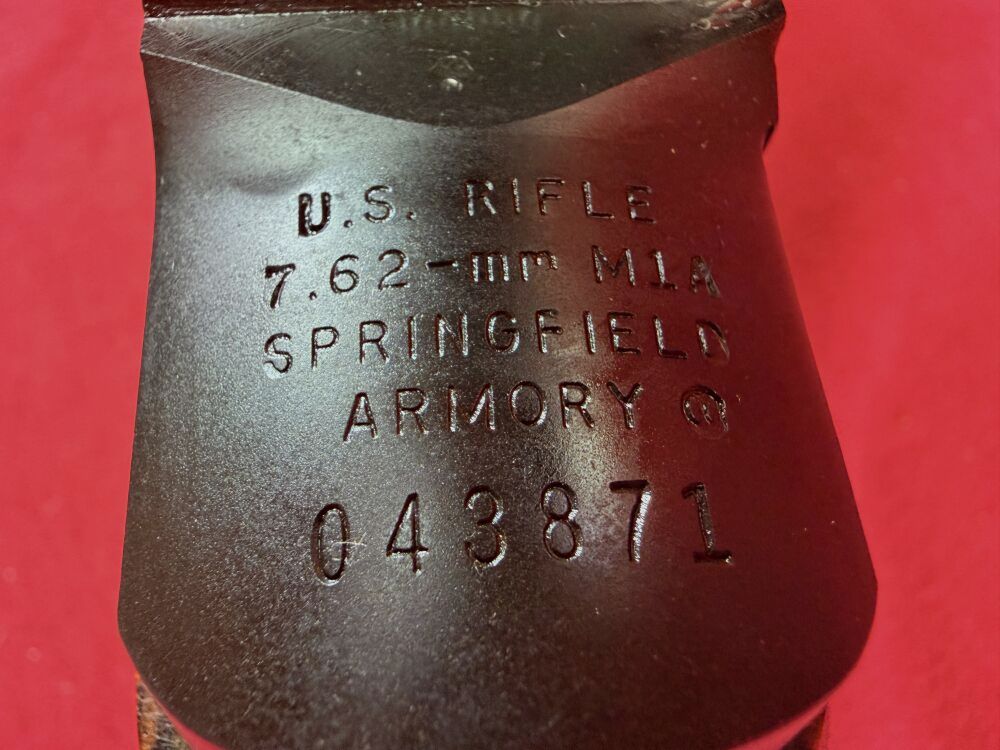 U.S. RIFLE
7.62-mm M1A
SPRINGFIELD
ARMORY ®
043871